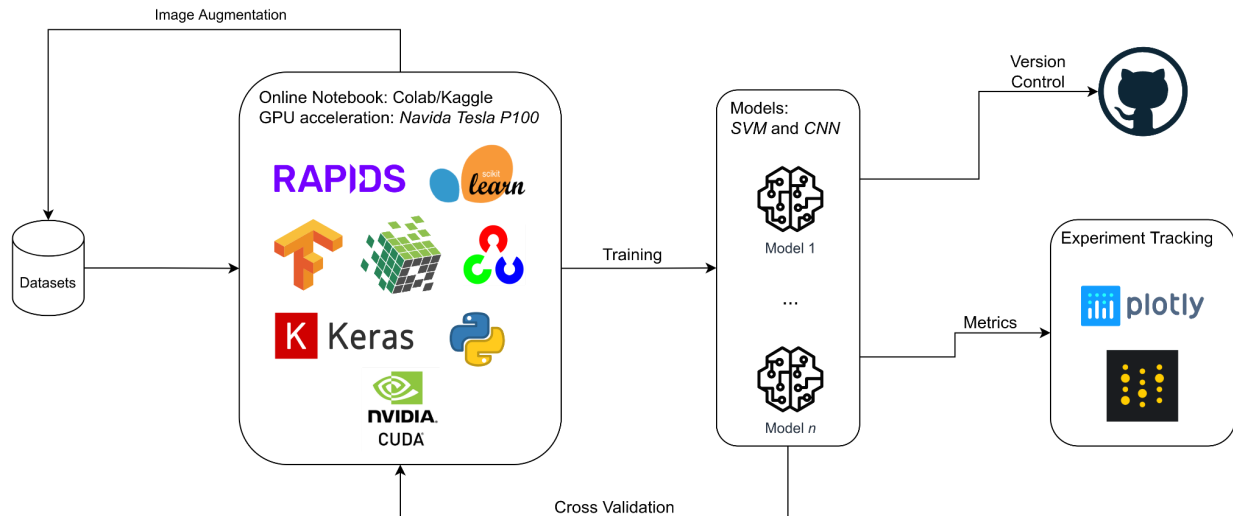 Image Augmentation
Online Notebook: Colab/Kaggle
GPU acceleration: Navida Tesla P100
RAPIDS
scikit
learn
K Keras
NVIDIA.
CUDA
Datasets
Training
Models:
SVM and CNN
Model 1
...
Model n
Cross Validation
Version
Control
Metrics
Experiment Tracking
plotly